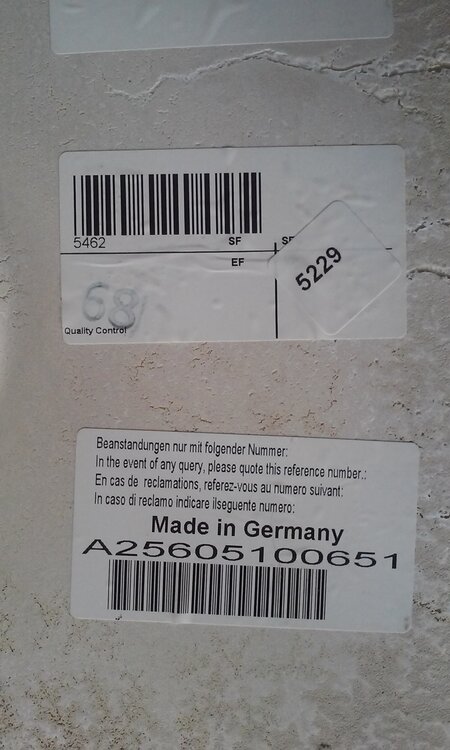 5462
SF
SF
EF
5229
68
Quality Control
Beanstandungen nur mit folgender Nummer:
In the event of any query, please quote this reference number.:
En cas de reclamations, referez-vous au numero suivant:
In caso di reclamo indicare ilseguente numero:
Made in Germany
A25605100651